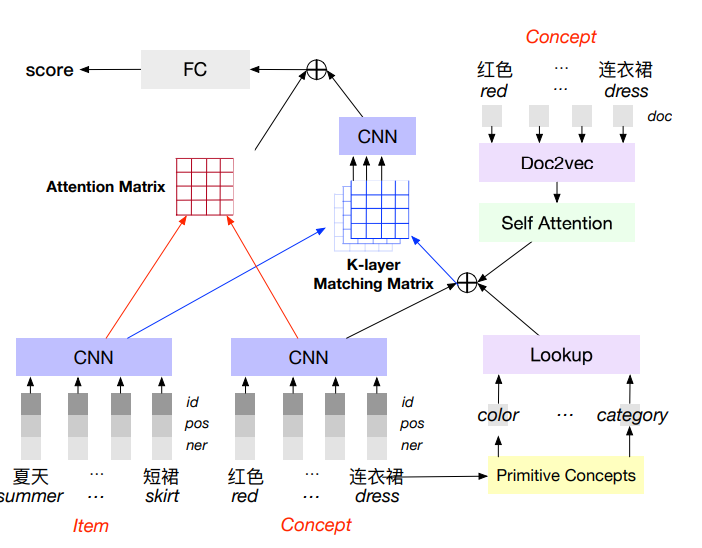 Concept
红色 ... 连衣裙
red ... dress
doc
score
FC
CNN
Doc2vec
Attention Matrix
Self Attention
K-layer
Matching Matrix
CNN
CNN
Lookup
id
pos
ner
id
pos
ner
color ... category
夏天 ... 短裙
summer ... skirt
Item
红色 ... 连衣裙
red ... dress
Concept
Primitive Concepts